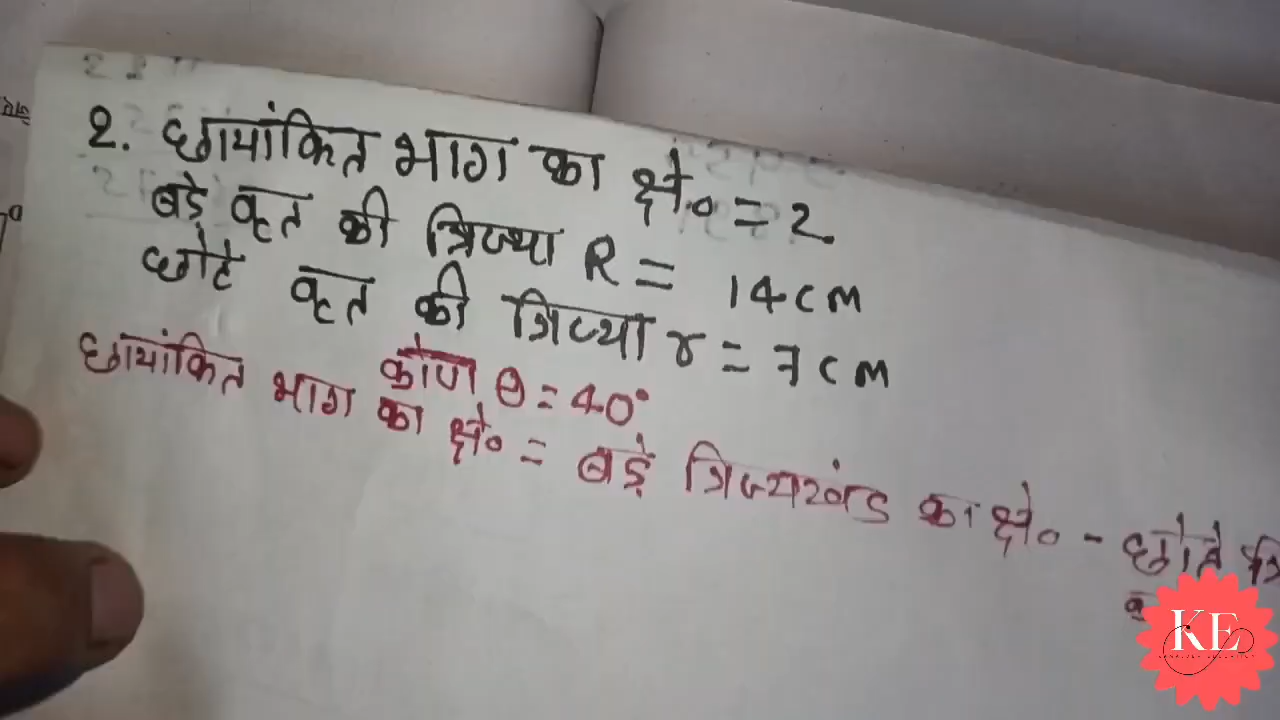 2. छायांकित भाग का क्षे० = 2
बड़े वृत की त्रिज्या R = 14 cm
छोटे वृत की त्रिज्या r = 7 cm
कोण θ = 40°
छायांकित भाग का क्षे० = बड़े त्रिज्यखंड का क्षे० - छोटे त्रि
KE